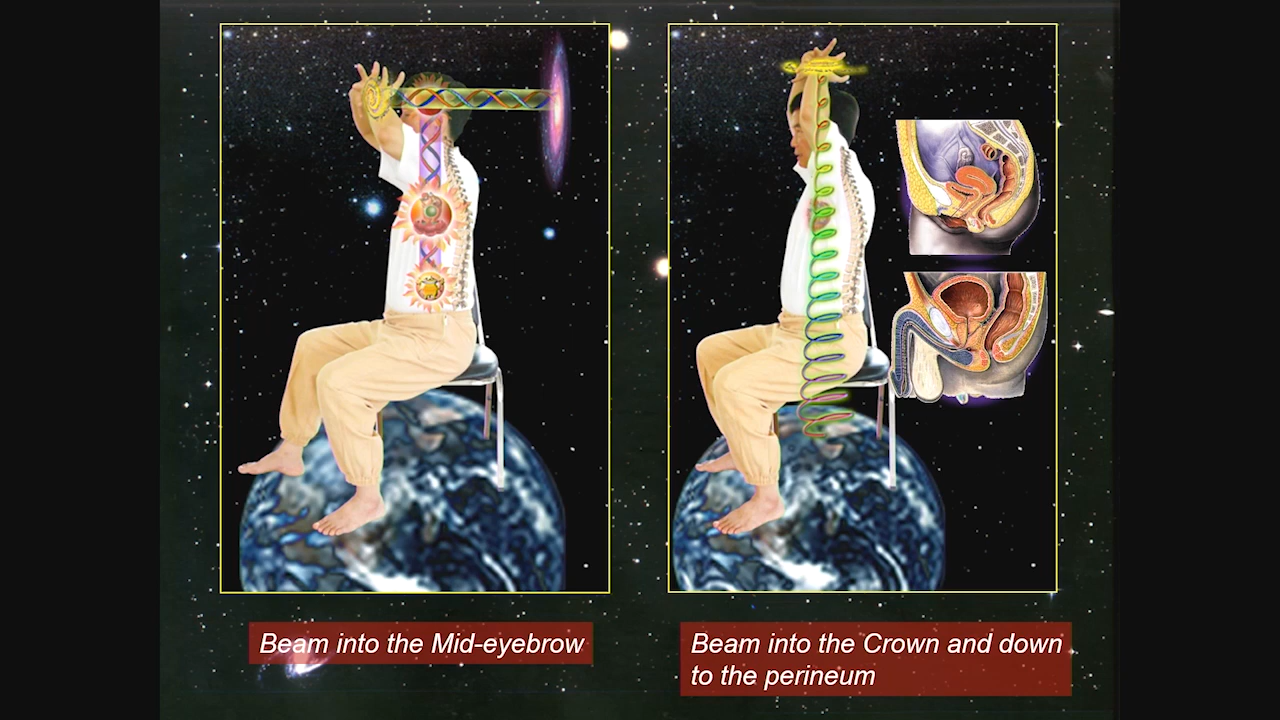 Beam into the Mid-eyebrow
Beam into the Crown and down
to the perineum